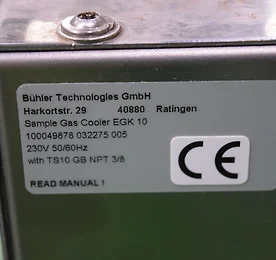 Bühler Technologies GmbH
Harkortstr. 29 40880 Ratingen
Sample Gas Cooler EGK 10
100049878 032275 005
230V 50/60Hz
with TS10 GB NPT 3/8
CE
READ MANUAL !